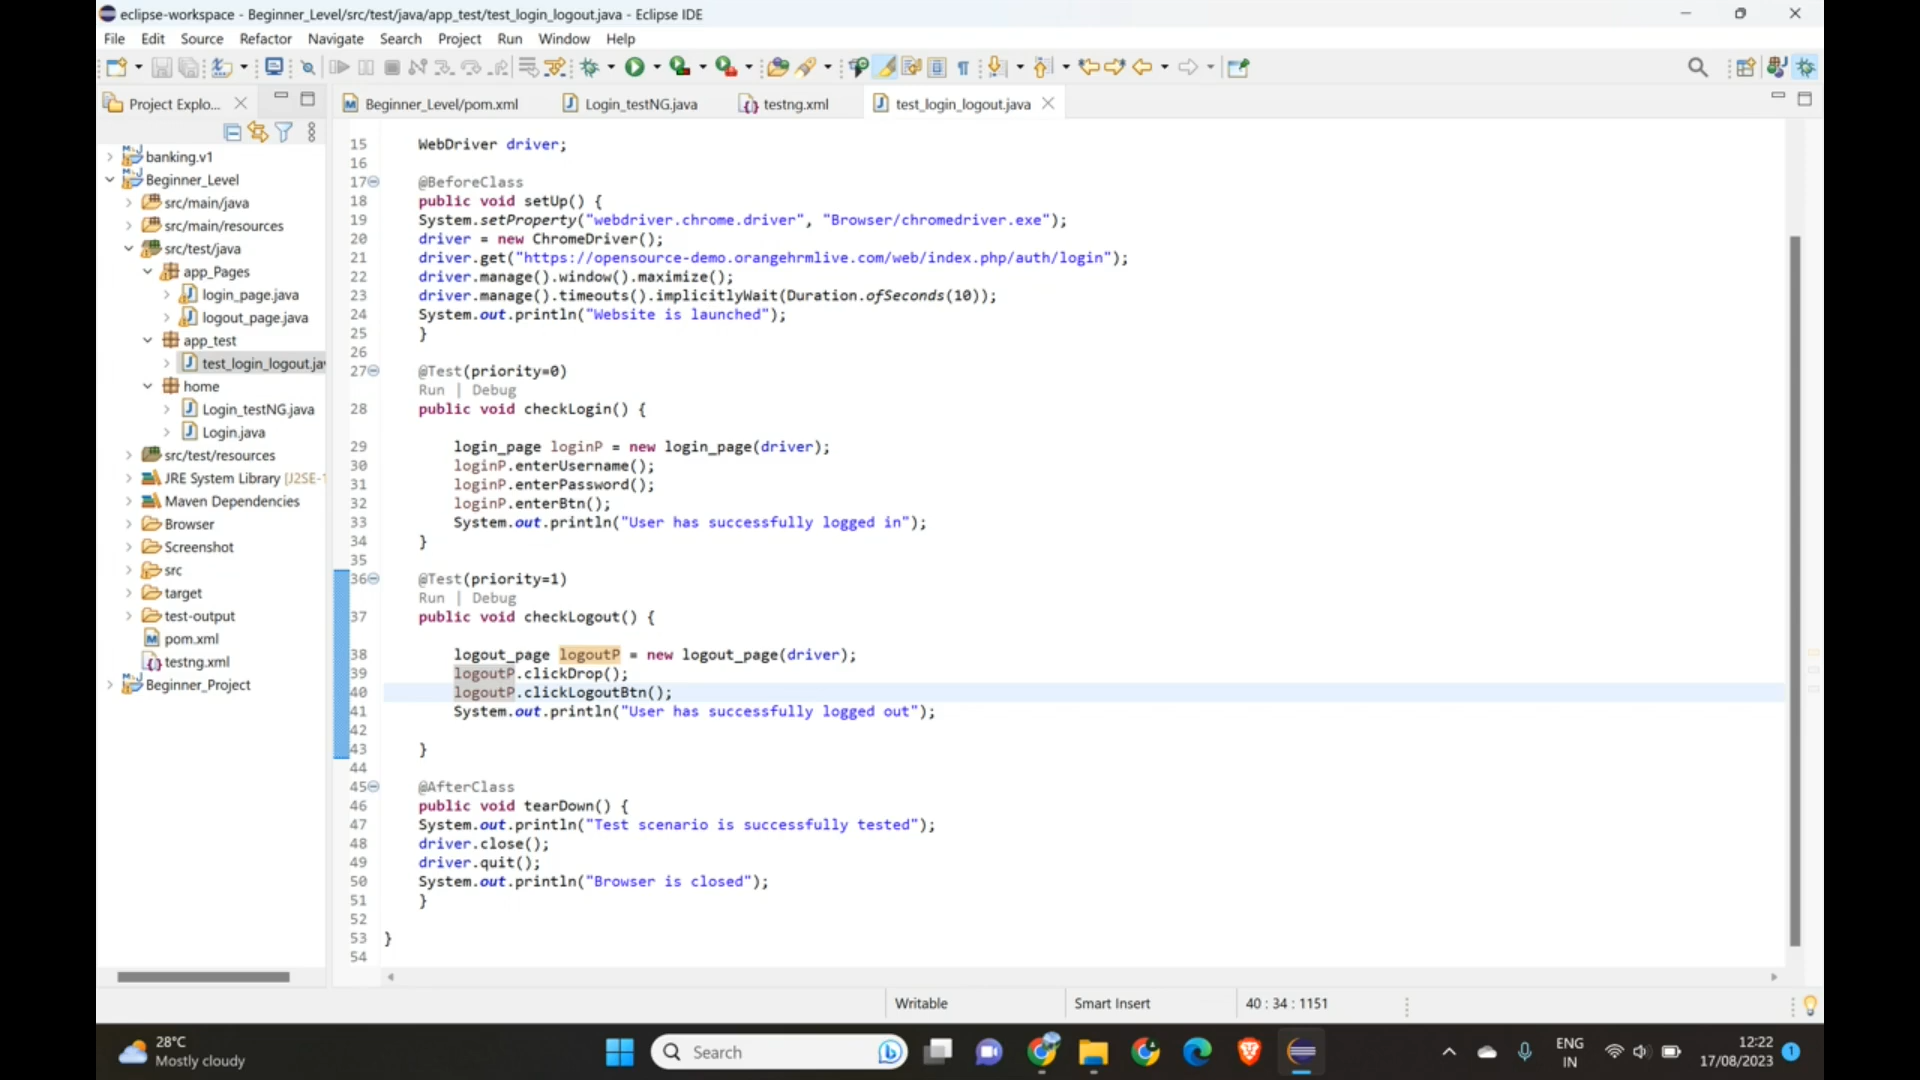 eclipse-workspace - Beginner_Level/src/test/java/app_test/test_login_logout.java - Eclipse IDE
File Edit Source Refactor Navigate Search Project Run Window Help
Project Explo...
Beginner_Level/pom.xml
Login_testNG.java
testng.xml
test_login_logout.java
banking.v1
Beginner_Level
src/main/java
src/main/resources
src/test/java
app_Pages
login_page.java
logout_page.java
app_test
test_login_logout.jav
home
Login_testNG.java
Login.java
src/test/resources
JRE System Library [J2SE-1
Maven Dependencies
Browser
Screenshot
src
target
test-output
pom.xml
testng.xml
Beginner_Project
15 WebDriver driver;
16
17 @BeforeClass
18 public void setUp() {
19 System.setProperty("webdriver.chrome.driver", "Browser/chromedriver.exe");
20 driver = new ChromeDriver();
21 driver.get("https://opensource-demo.orangehrmlive.com/web/index.php/auth/login");
22 driver.manage().window().maximize();
23 driver.manage().timeouts().implicitlyWait(Duration.ofSeconds(10));
24 System.out.println("Website is launched");
25 }
26
27 @Test(priority=0)
Run | Debug
28 public void checkLogin() {
29 login_page loginP = new login_page(driver);
30 loginP.enterUsername();
31 loginP.enterPassword();
32 loginP.enterBtn();
33 System.out.println("User has successfully logged in");
34 }
35
36 @Test(priority=1)
Run | Debug
37 public void checkLogout() {
38 logout_page logoutP = new logout_page(driver);
39 logoutP.clickDrop();
40 logoutP.clickLogoutBtn();
41 System.out.println("User has successfully logged out");
42
43 }
44
45 @AfterClass
46 public void tearDown() {
47 System.out.println("Test scenario is successfully tested");
48 driver.close();
49 driver.quit();
50 System.out.println("Browser is closed");
51 }
52
53 }
54
Writable
Smart Insert
40 : 34 : 1151
28°C
Mostly cloudy
Search
ENG
IN
12:22
17/08/2023
1